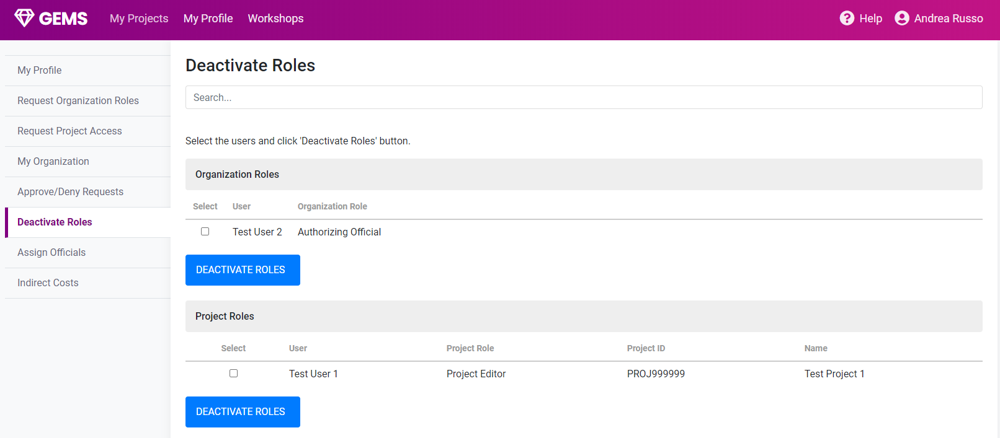 GEMS My Projects My Profile Workshops Help Andrea Russo
My Profile
Request Organization Roles
Request Project Access
My Organization
Approve/Deny Requests
Deactivate Roles
Assign Officials
Indirect Costs
Deactivate Roles
Search...
Select the users and click 'Deactivate Roles' button.
Organization Roles
Select User Organization Role
Test User 2 Authorizing Official
DEACTIVATE ROLES
Project Roles
Select User Project Role Project ID Name
Test User 1 Project Editor PROJ999999 Test Project 1
DEACTIVATE ROLES